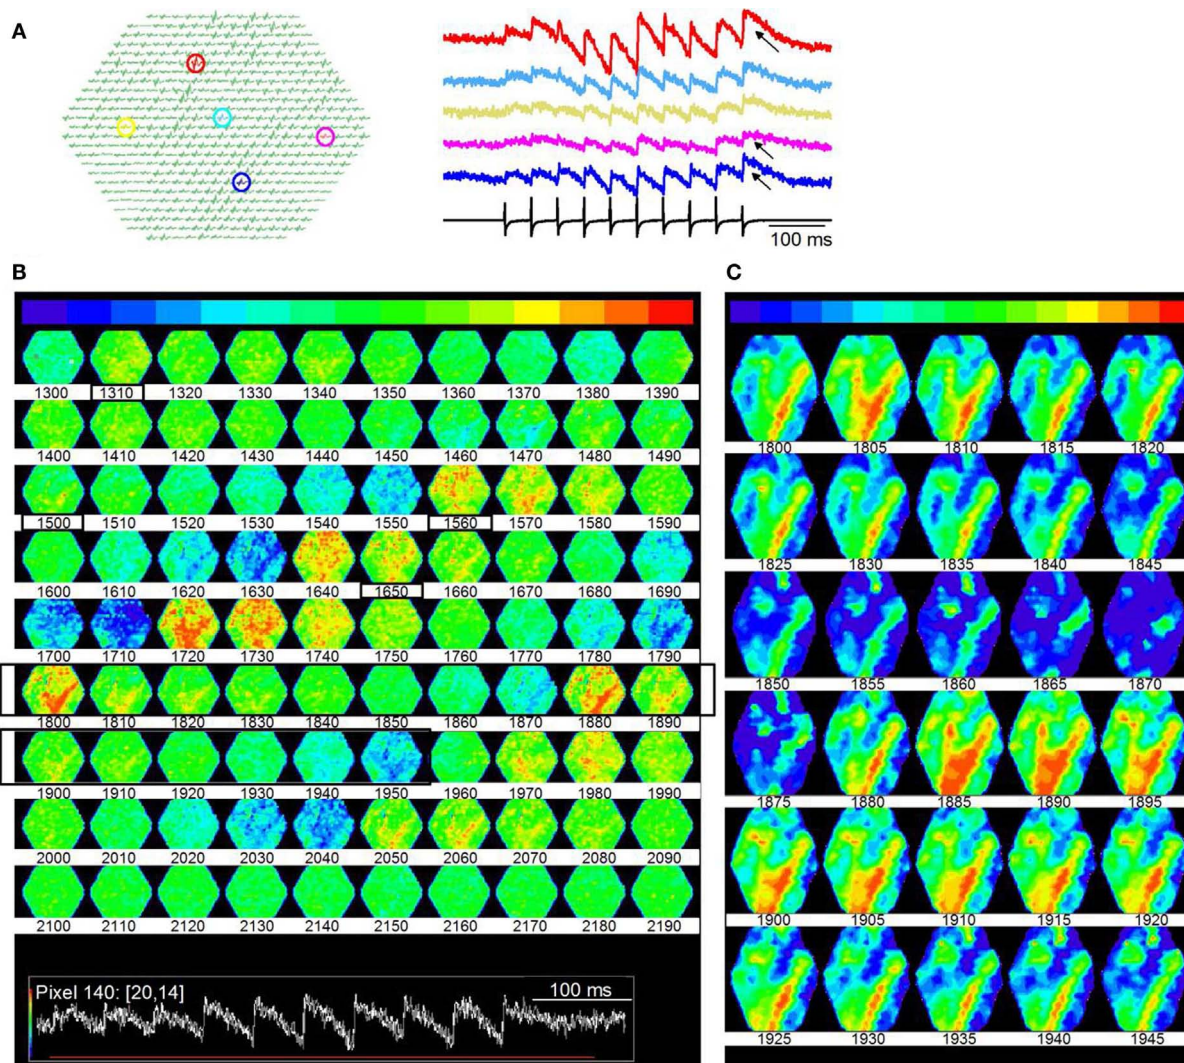 A
100 ms
B
C
1300 1310 1320 1330 1340 1350 1360 1370 1380 1390
1400 1410 1420 1430 1440 1450 1460 1470 1480 1490
1500 1510 1520 1530 1540 1550 1560 1570 1580 1590
1600 1610 1620 1630 1640 1650 1660 1670 1680 1690
1700 1710 1720 1730 1740 1750 1760 1770 1780 1790
1800 1810 1820 1830 1840 1850 1860 1870 1880 1890
1900 1910 1920 1930 1940 1950 1960 1970 1980 1990
2000 2010 2020 2030 2040 2050 2060 2070 2080 2090
2100 2110 2120 2130 2140 2150 2160 2170 2180 2190
Pixel 140: [20,14]
100 ms
1800 1805 1810 1815 1820
1825 1830 1835 1840 1845
1850 1855 1860 1865 1870
1875 1880 1885 1890 1895
1900 1905 1910 1915 1920
1925 1930 1935 1940 1945